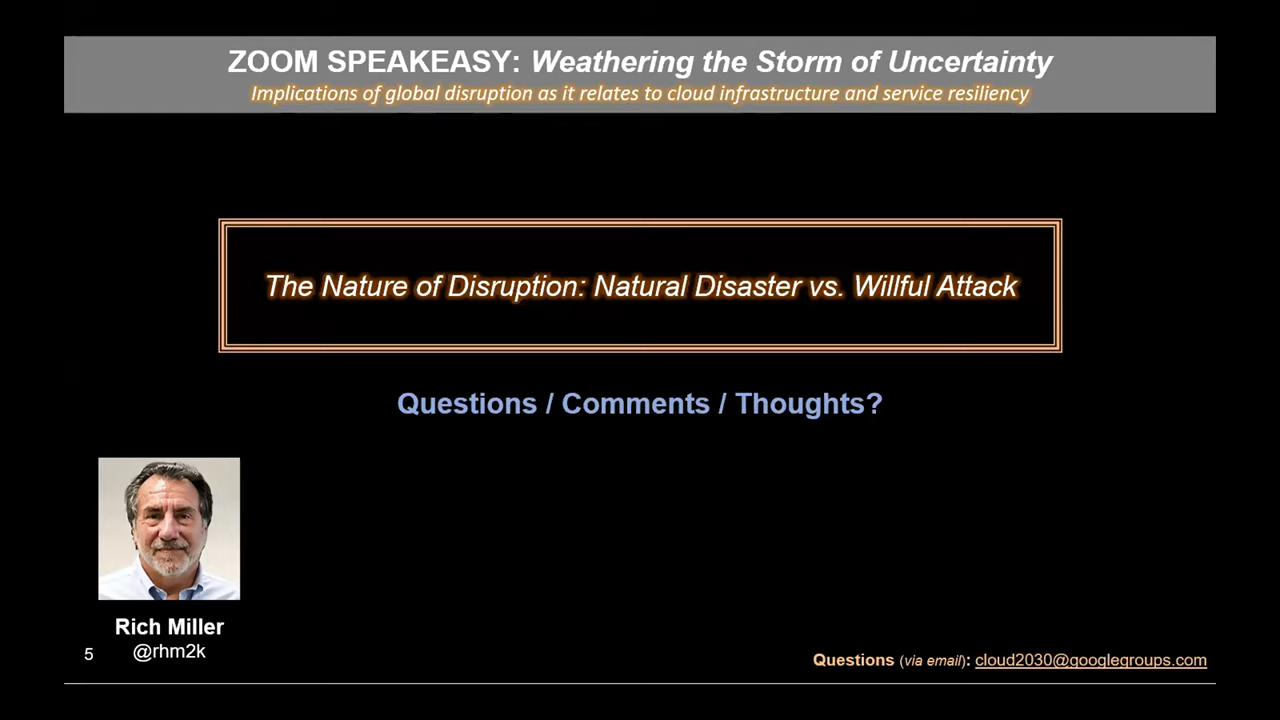 ZOOM SPEAKEASY: Weathering the Storm of Uncertainty
Implications of global disruption as it relates to cloud infrastructure and service resiliency
The Nature of Disruption: Natural Disaster vs. Willful Attack
Questions / Comments / Thoughts?
Rich Miller
@rhm2k
5
Questions (via email): cloud2030@googlegroups.com